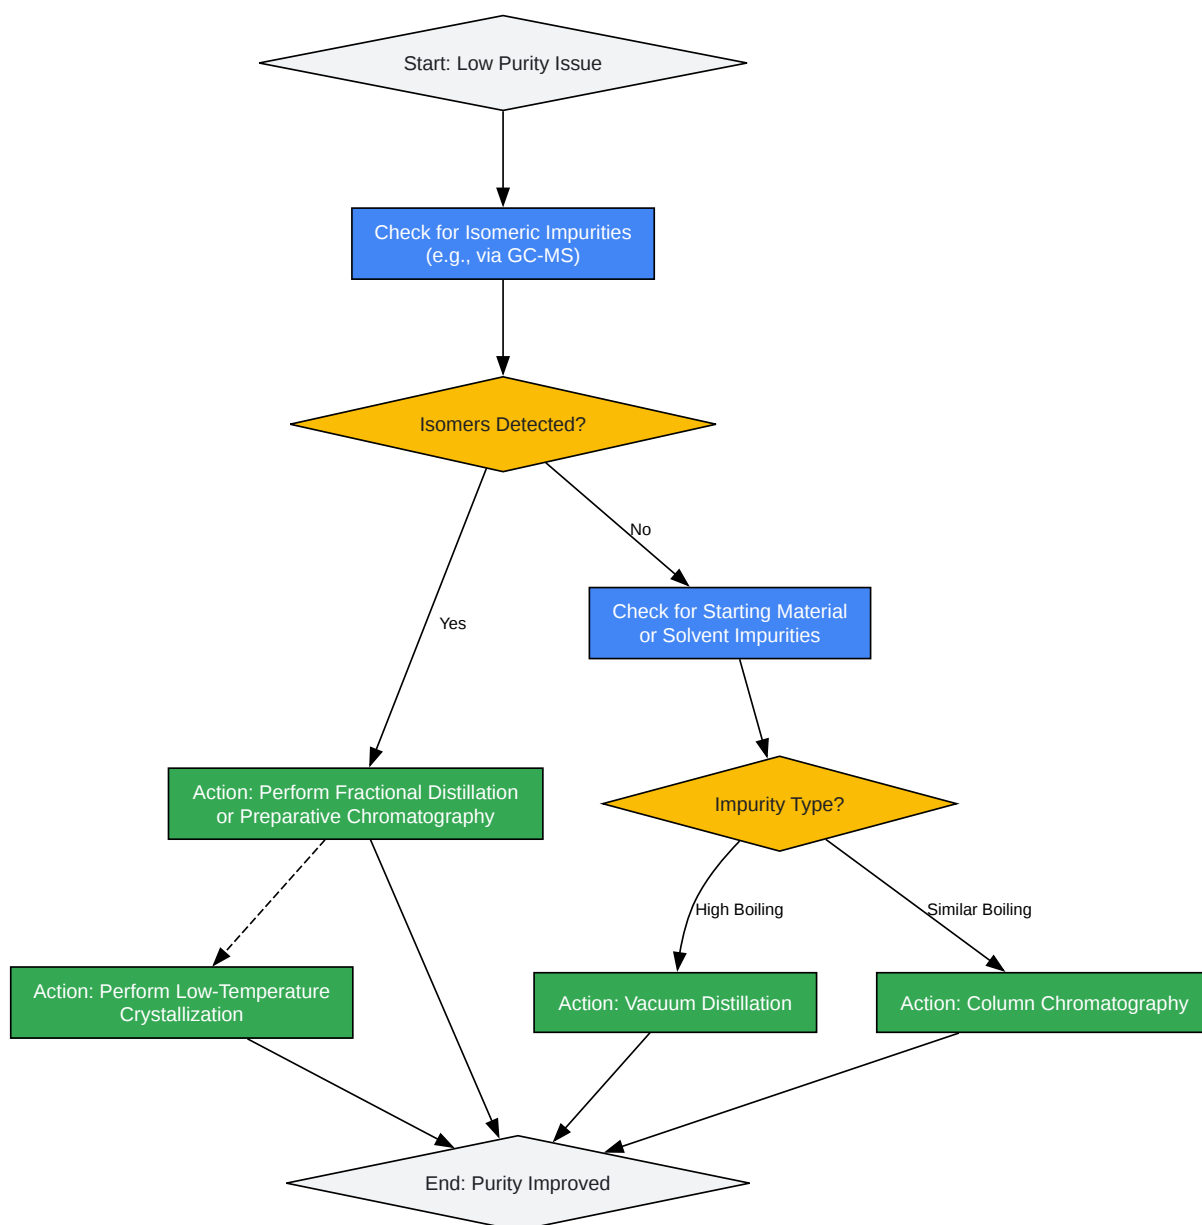 Start: Low Purity Issue
Check for Isomeric Impurities
(e.g., via GC-MS)
Isomers Detected?
No
Check for Starting Material
or Solvent Impurities
Yes
Action: Perform Fractional Distillation
or Preparative Chromatography
Impurity Type?
High Boiling
Similar Boiling
Action: Perform Low-Temperature
Crystallization
Action: Vacuum Distillation
Action: Column Chromatography
End: Purity Improved